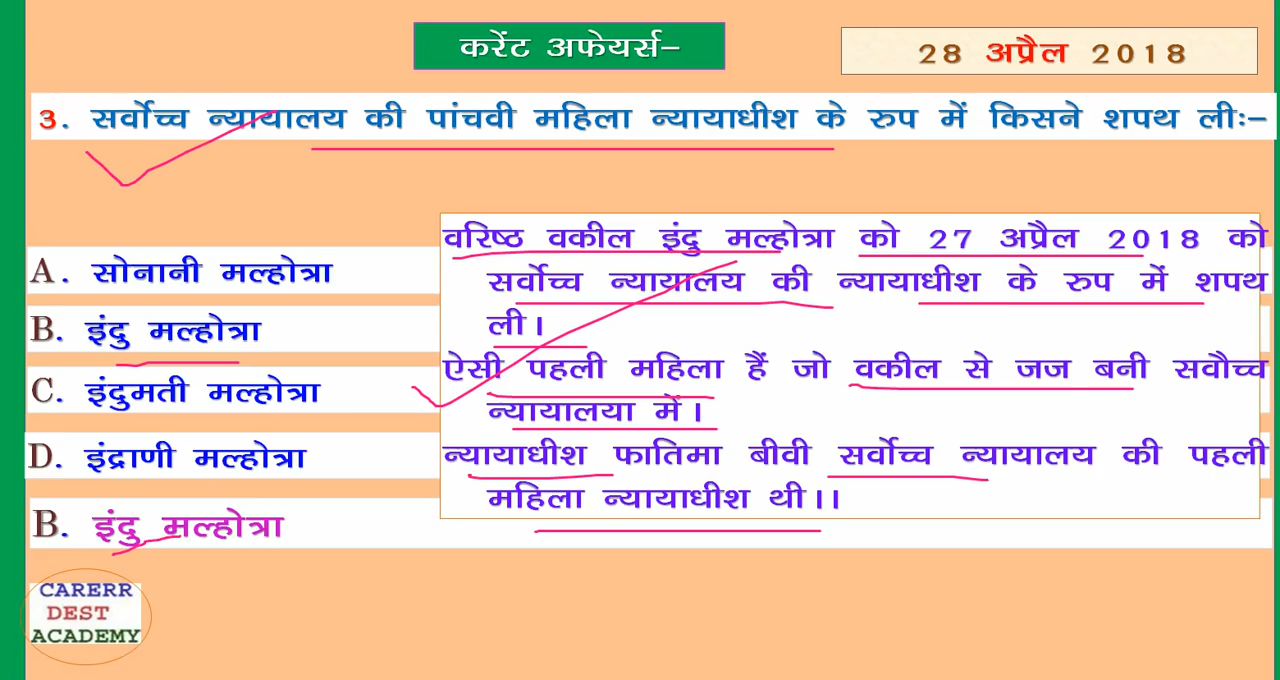 करेंट अफेयर्स–
28 अप्रैल 2018
3. सर्वोच्च न्यायालय की पांचवी महिला न्यायाधीश के रुप में किसने शपथ लीः–
A. सोनानी मल्होत्रा
B. इंदु मल्होत्रा
C. इंदुमती मल्होत्रा
D. इंद्राणी मल्होत्रा
B. इंदु मल्होत्रा
वरिष्ठ वकील इंदु मल्होत्रा को 27 अप्रैल 2018 को
सर्वोच्च न्यायालय की न्यायाधीश के रुप में शपथ
ली।
ऐसी पहली महिला हैं जो वकील से जज बनी सर्वौच्च
न्यायालया में।
न्यायाधीश फातिमा बीवी सर्वोच्च न्यायालय की पहली
महिला न्यायाधीश थी।।
CARERR
DEST
ACADEMY